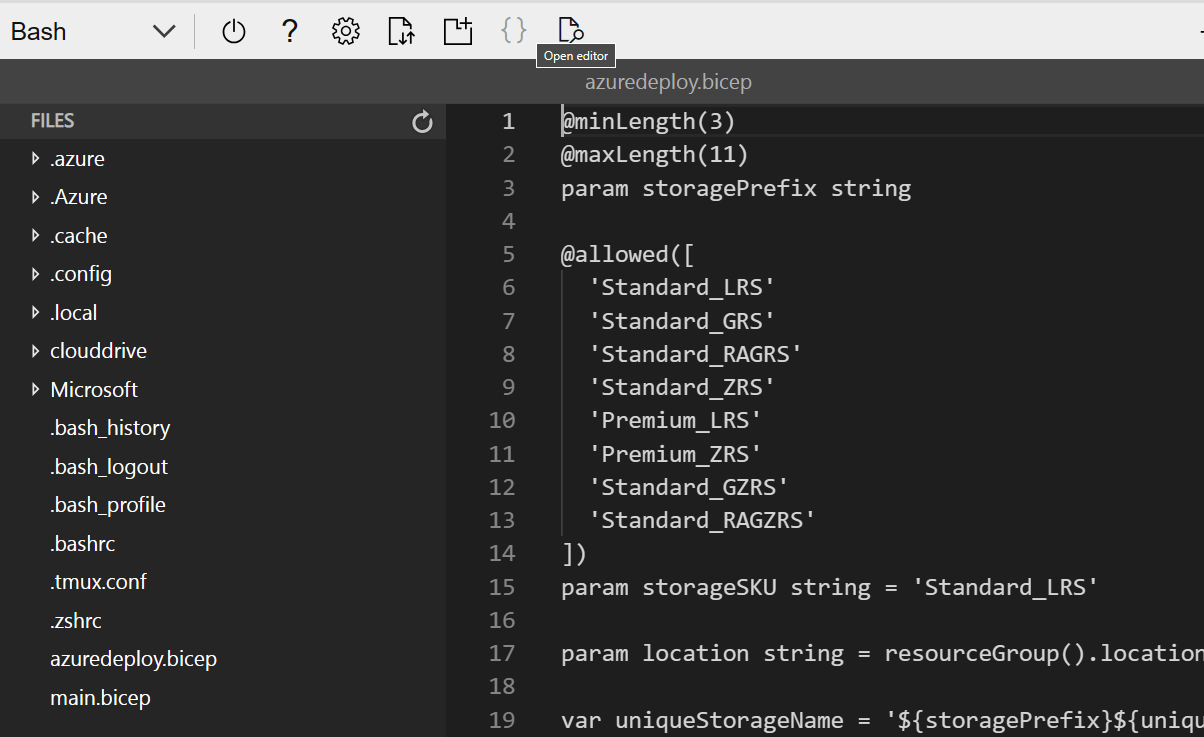 Bash
?
{ }
Open editor
azuredeploy.bicep
FILES
.azure
.Azure
.cache
.config
.local
clouddrive
Microsoft
.bash_history
.bash_logout
.bash_profile
.bashrc
.tmux.conf
.zshrc
azuredeploy.bicep
main.bicep
1 @minLength(3)
2 @maxLength(11)
3 param storagePrefix string
4
5 @allowed([
6 'Standard_LRS'
7 'Standard_GRS'
8 'Standard_RAGRS'
9 'Standard_ZRS'
10 'Premium_LRS'
11 'Premium_ZRS'
12 'Standard_GZRS'
13 'Standard_RAGZRS'
14 ])
15 param storageSKU string = 'Standard_LRS'
16
17 param location string = resourceGroup().location
18
19 var uniqueStorageName = '${storagePrefix}${uniqu